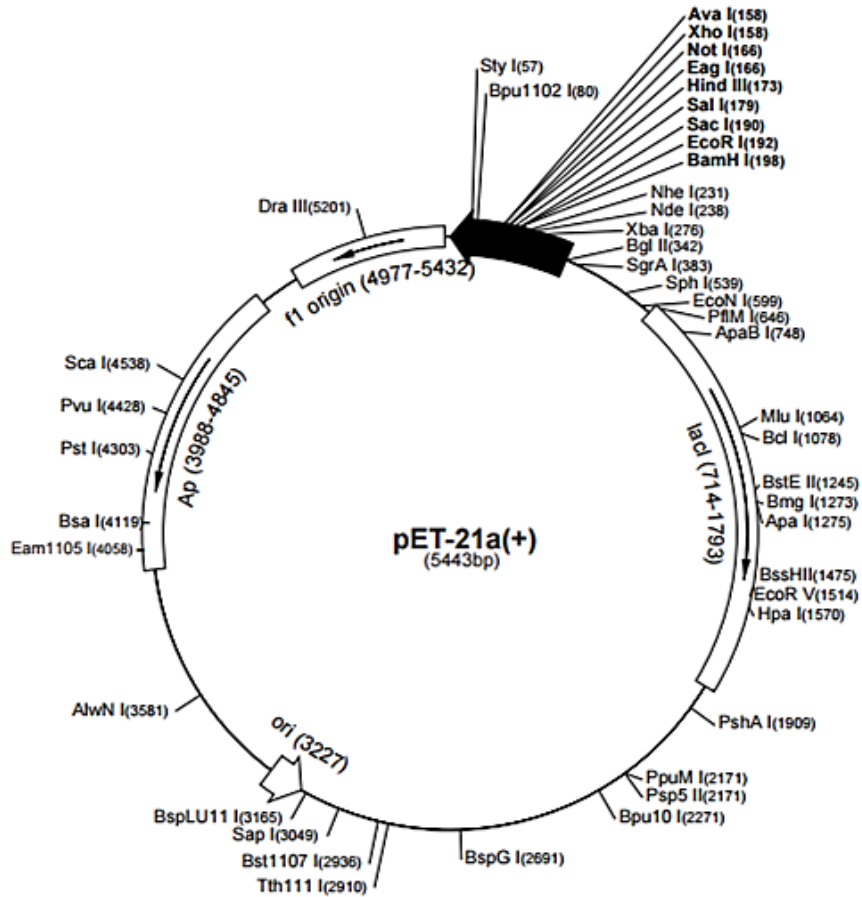 Ava I(158)
Xho I(158)
Not I(166)
Eag I(166)
Hind III(173)
Sal I(179)
Sac I(190)
EcoR I(192)
BamH I(198)
Sty I(57)
Bpu1102 I(80)
Nhe I(231)
Nde I(238)
Xba I(276)
Bgl II(342)
SgrA I(383)
Sph I(539)
EcoN I(599)
PflM I(646)
ApaB I(748)
Dra III(5201)
f1 origin (4977-5432)
Sca I(4538)
Pvu I(4428)
Pst I(4303)
Bsa I(4119)
Eam1105 I(4058)
Ap (3988-4845)
lacI (714-1793)
Mlu I(1064)
Bcl I(1078)
BstE II(1245)
Bmg I(1273)
Apa I(1275)
BssHII(1475)
EcoR V(1514)
Hpa I(1570)
pET-21a(+)
(5443bp)
AlwN I(3581)
ori (3227)
PshA I(1909)
PpuM I(2171)
Psp5 II(2171)
Bpu10 I(2271)
BspLU11 I(3165)
Sap I(3049)
Bst1107 I(2936)
Tth111 I(2910)
BspG I(2691)